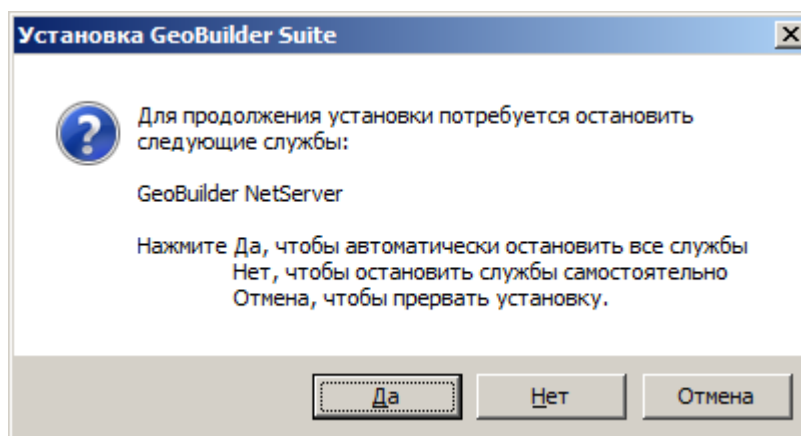 Установка GeoBuilder Suite
Для продолжения установки потребуется остановить
следующие службы:
GeoBuilder NetServer
Нажмите Да, чтобы автоматически остановить все службы
Нет, чтобы остановить службы самостоятельно
Отмена, чтобы прервать установку.
Да
Нет
Отмена